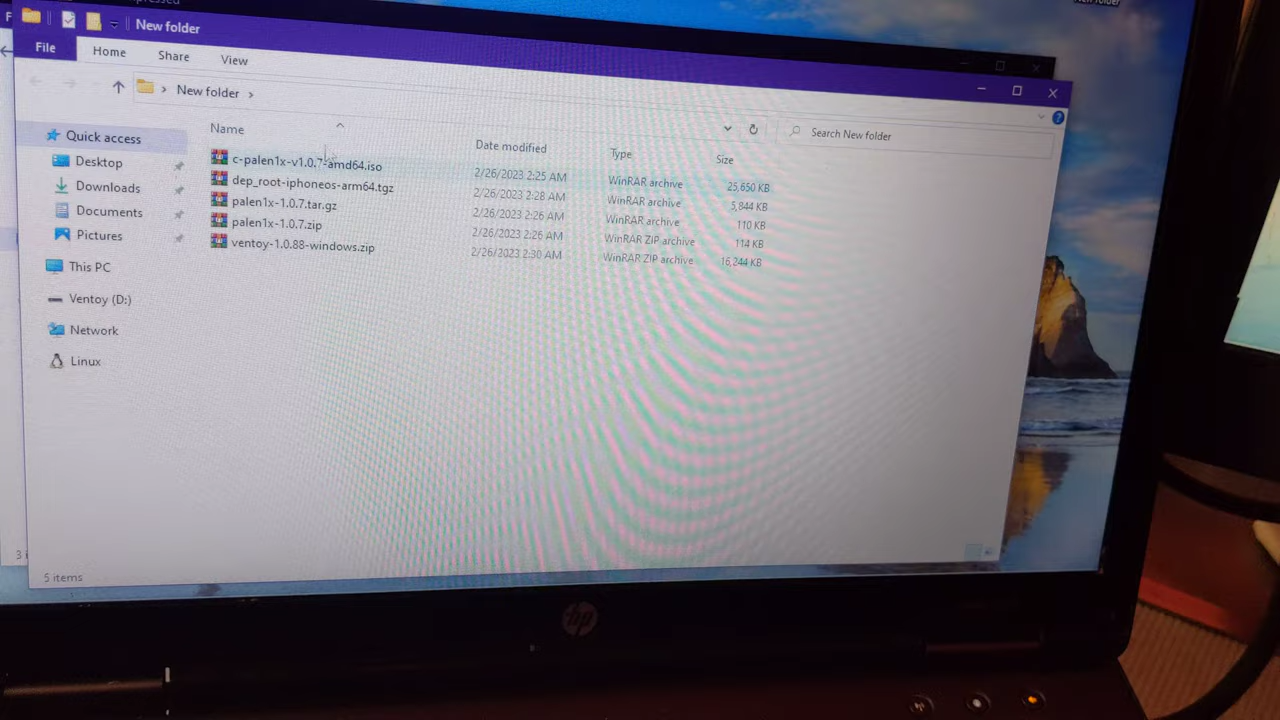 New folder
File
Home
Share
View
New folder
Search New folder
Name
Date modified
Type
Size
Quick access
Desktop
Downloads
Documents
Pictures
This PC
Ventoy (D:)
Network
Linux
c-palen1x-v1.0.7-amd64.iso 2/26/2023 2:25 AM WinRAR archive 25,650 KB
dep_root-iphoneos-arm64.tgz 2/26/2023 2:28 AM WinRAR archive 5,844 KB
palen1x-1.0.7.tar.gz 2/26/2023 2:26 AM WinRAR archive 110 KB
palen1x-1.0.7.zip 2/26/2023 2:26 AM WinRAR ZIP archive 114 KB
ventoy-1.0.88-windows.zip 2/26/2023 2:30 AM WinRAR ZIP archive 16,244 KB
5 items
hp